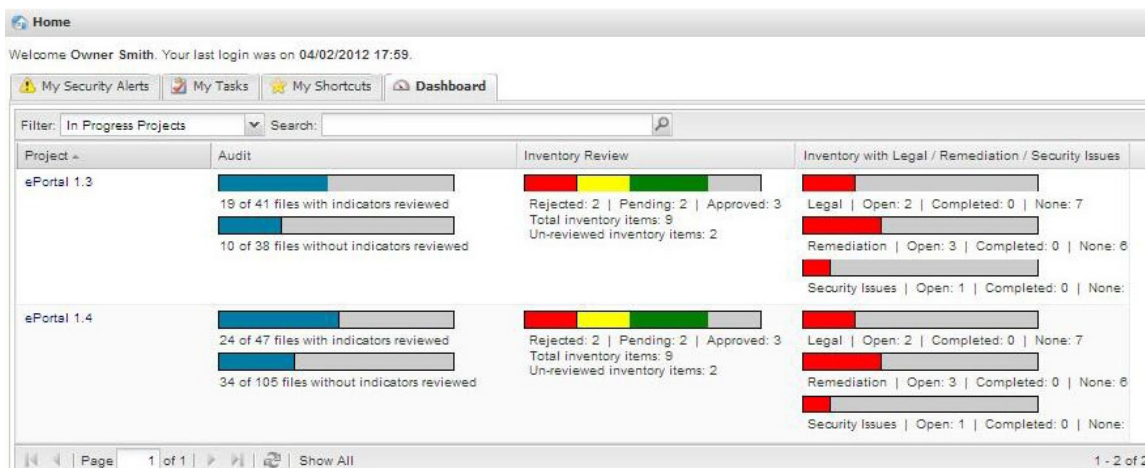 Home
Welcome Owner Smith. Your last login was on 04/02/2012 17:59.
My Security Alerts My Tasks My Shortcuts Dashboard
Filter: In Progress Projects Search:
Project Audit Inventory Review Inventory with Legal / Remediation / Security Issues
ePortal 1.3
19 of 41 files with indicators reviewed
10 of 38 files without indicators reviewed
Rejected: 2 | Pending: 2 | Approved: 3
Total inventory items: 9
Un-reviewed inventory items: 2
Legal | Open: 2 | Completed: 0 | None: 7
Remediation | Open: 3 | Completed: 0 | None: 6
Security Issues | Open: 1 | Completed: 0 | None:
ePortal 1.4
24 of 47 files with indicators reviewed
34 of 105 files without indicators reviewed
Rejected: 2 | Pending: 2 | Approved: 3
Total inventory items: 9
Un-reviewed inventory items: 2
Legal | Open: 2 | Completed: 0 | None: 7
Remediation | Open: 3 | Completed: 0 | None: 6
Security Issues | Open: 1 | Completed: 0 | None:
Page 1 of 1 Show All 1 - 2 of 2